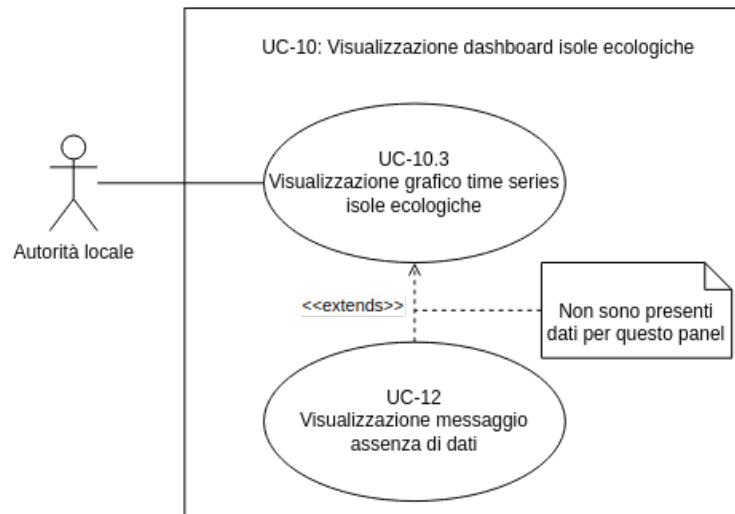 UC-10: Visualizzazione dashboard isole ecologiche
UC-10.3
Visualizzazione grafico time series
isole ecologiche
Autorità locale
<<extends>>
Non sono presenti
dati per questo panel
UC-12
Visualizzazione messaggio
assenza di dati